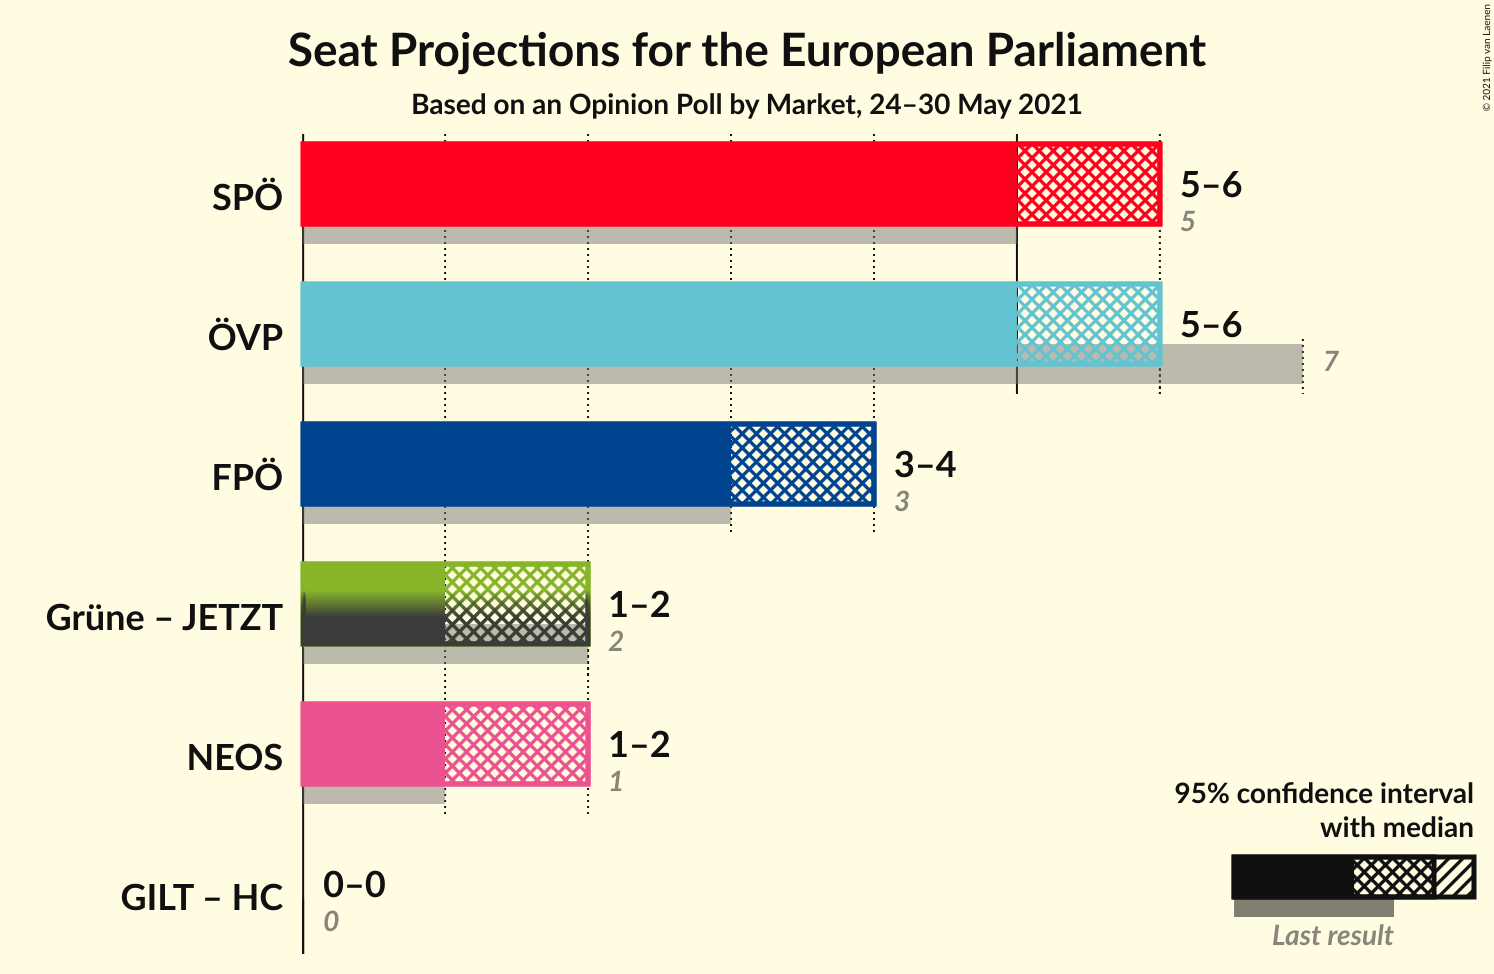 Seat Projections for the European Parliament
Based on an Opinion Poll by Market, 24–30 May 2021
© 2021 Filip van Laenen
SPÖ
5–6
5
ÖVP
5–6
7
FPÖ
3–4
3
Grüne – JETZT
1–2
2
NEOS
1–2
1
GILT – HC
0–0
0
95% confidence interval
with median
Last result